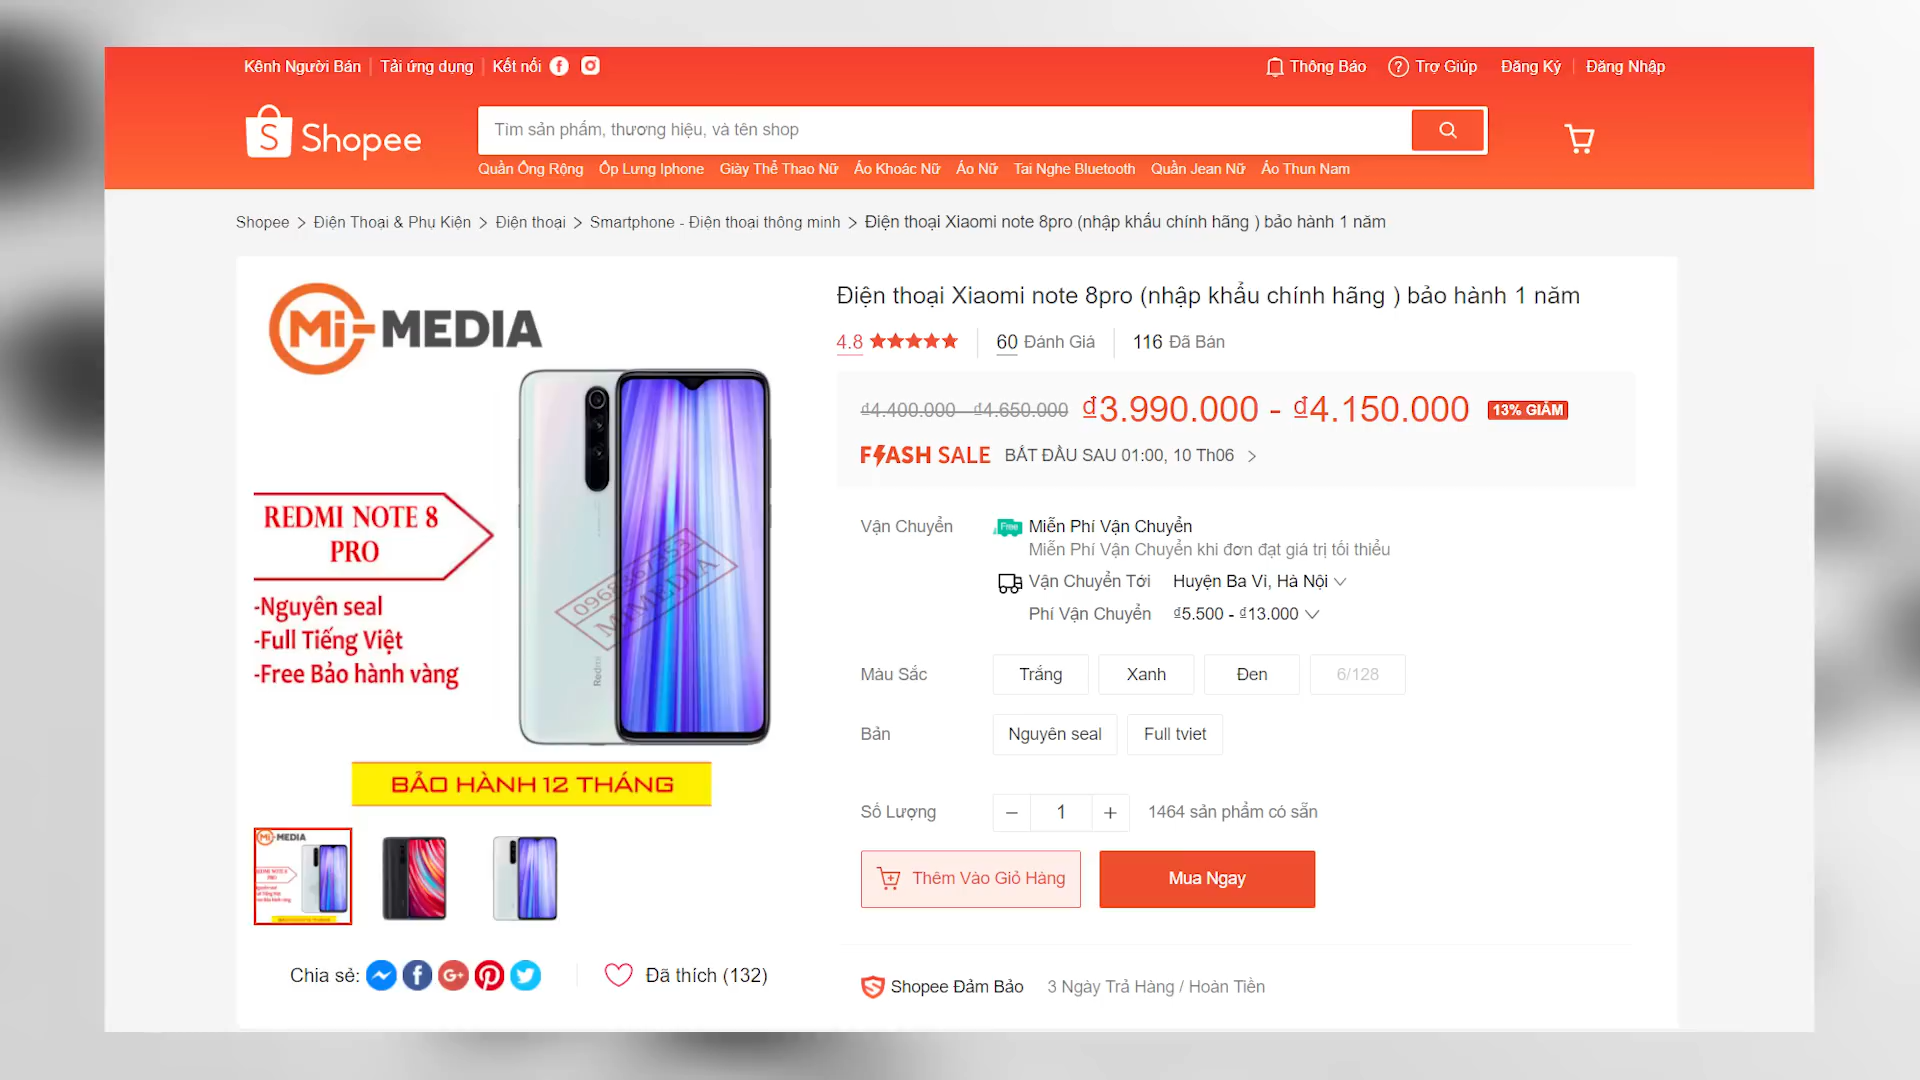 Kênh Người Bán Tải ứng dụng Kết nối
Thông Báo Trợ Giúp Đăng Ký Đăng Nhập
Shopee
Tìm sản phẩm, thương hiệu, và tên shop
Quần Ống Rộng Ốp Lưng Iphone Giày Thể Thao Nữ Áo Khoác Nữ Áo Nữ Tai Nghe Bluetooth Quần Jean Nữ Áo Thun Nam
Shopee > Điện Thoại & Phụ Kiện > Điện thoại > Smartphone - Điện thoại thông minh > Điện thoại Xiaomi note 8pro (nhập khẩu chính hãng ) bảo hành 1 năm
Mi-MEDIA
REDMI NOTE 8
PRO
-Nguyên seal
-Full Tiếng Việt
-Free Bảo hành vàng
MIMEDIA
Redmi
BẢO HÀNH 12 THÁNG
Chia sẻ:
Đã thích (132)
Điện thoại Xiaomi note 8pro (nhập khẩu chính hãng ) bảo hành 1 năm
4.8 60 Đánh Giá 116 Đã Bán
₫4.400.000 - ₫4.650.000 ₫3.990.000 - ₫4.150.000 13% GIẢM
FLASH SALE BẮT ĐẦU SAU 01:00, 10 Th06 >
Vận Chuyển Free Miễn Phí Vận Chuyển
Miễn Phí Vận Chuyển khi đơn đạt giá trị tối thiểu
Vận Chuyển Tới Huyện Ba Vì, Hà Nội
Phí Vận Chuyển ₫5.500 - ₫13.000
Màu Sắc Trắng Xanh Đen 6/128
Bản Nguyên seal Full tviet
Số Lượng − 1 + 1464 sản phẩm có sẵn
Thêm Vào Giỏ Hàng Mua Ngay
Shopee Đảm Bảo 3 Ngày Trả Hàng / Hoàn Tiền